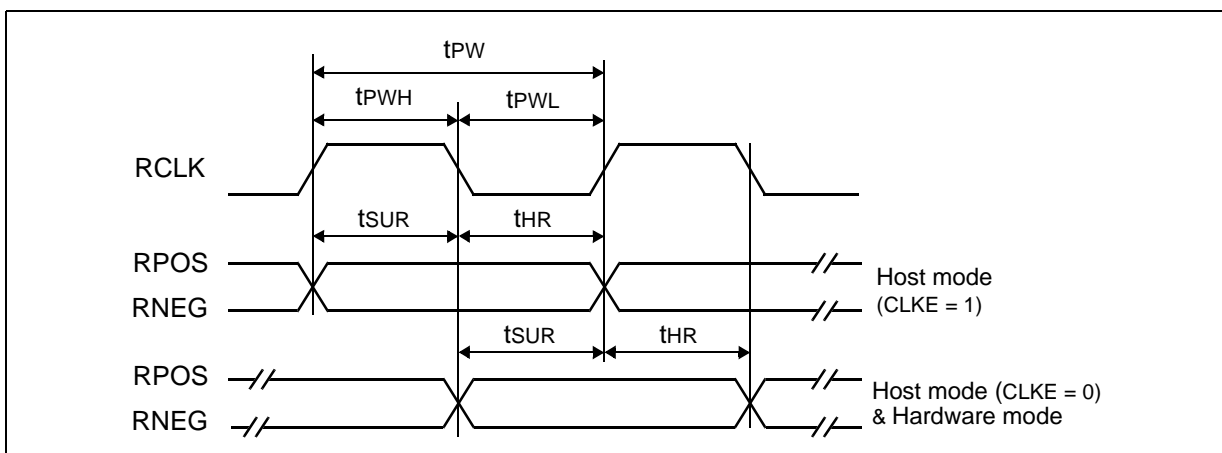 tPW
tPWH tPWL
RCLK
tSUR tHR
RPOS
RNEG
Host mode
(CLKE = 1)
tSUR tHR
RPOS
RNEG
Host mode (CLKE = 0)
& Hardware mode